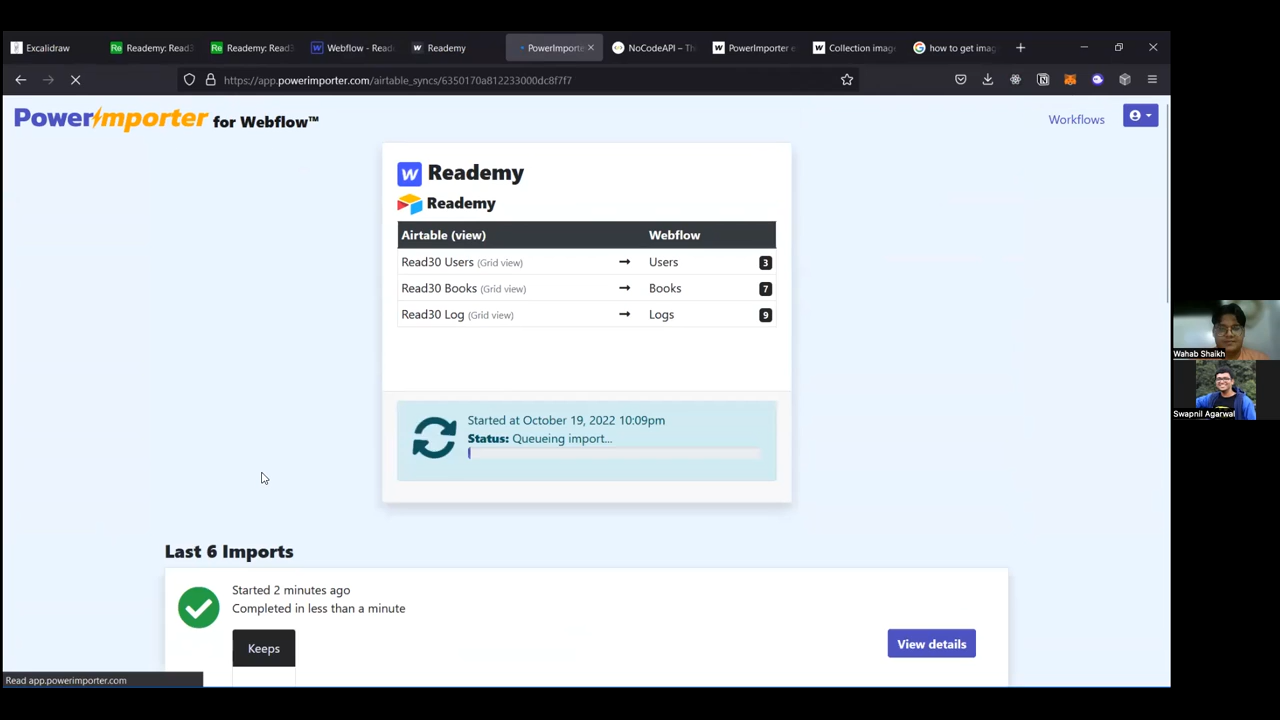 Excalidraw
Reademy: Read3
Reademy: Read3
Webflow - Read
Reademy
PowerImporte
NoCodeAPI – Th
PowerImporter e
Collection imag
how to get imag
https://app.powerimporter.com/airtable_syncs/6350170a812233000dc8f7f7
PowerImporter for Webflow™
Workflows
Reademy
Reademy
Airtable (view) Webflow
Read30 Users (Grid view) → Users 3
Read30 Books (Grid view) → Books 7
Read30 Log (Grid view) → Logs 9
Started at October 19, 2022 10:09pm
Status: Queueing import...
Last 6 Imports
Started 2 minutes ago
Completed in less than a minute
Keeps
View details
Read app.powerimporter.com
Wahab Shaikh
Swapnil Agarwal